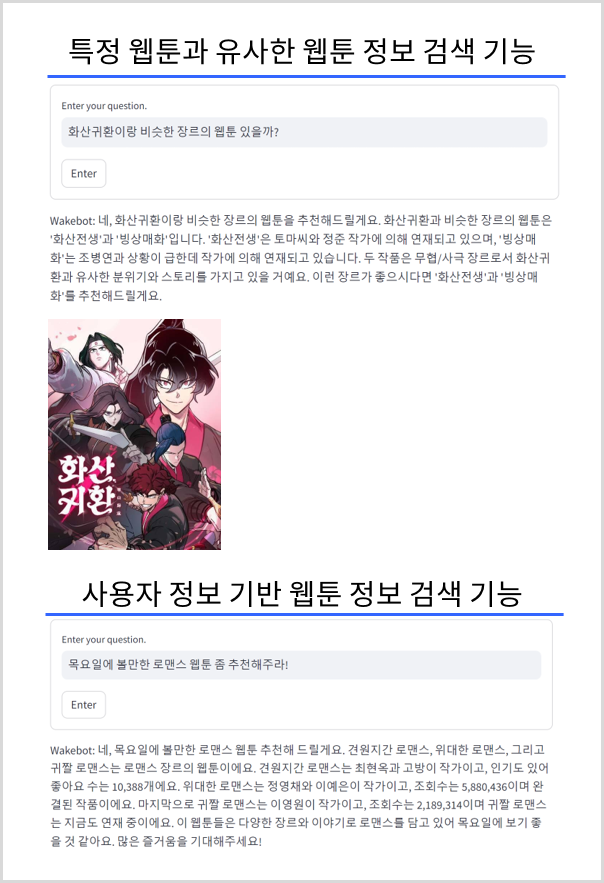 특정 웹툰과 유사한 웹툰 정보 검색 기능
Enter your question.
화산귀환이랑 비슷한 장르의 웹툰 있을까?
Enter
Wakebot: 네, 화산귀환이랑 비슷한 장르의 웹툰을 추천해드릴게요. 화산귀환과 비슷한 장르의 웹툰은
'화산전생'과 '빙상매화'입니다. '화산전생'은 토마씨와 정준 작가에 의해 연재되고 있으며, '빙상매
화'는 조병연과 상황이 급한데 작가에 의해 연재되고 있습니다. 두 작품은 무협/사극 장르로서 화산귀
환과 유사한 분위기와 스토리를 가지고 있을 거예요. 이런 장르가 좋으시다면 '화산전생'과 '빙상매
화'를 추천해드릴게요.
화산
귀환
사용자 정보 기반 웹툰 정보 검색 기능
Enter your question.
목요일에 볼만한 로맨스 웹툰 좀 추천해주라!
Enter
Wakebot: 네, 목요일에 볼만한 로맨스 웹툰 추천해 드릴게요. 견원지간 로맨스, 위대한 로맨스, 그리고
귀짤 로맨스는 로맨스 장르의 웹툰이에요. 견원지간 로맨스는 최현옥과 고방이 작가이고, 인기도 있어
좋아요 수는 10,388개에요. 위대한 로맨스는 정영채와 이예은이 작가이고, 조회수는 5,880,436이며 완
결된 작품이에요. 마지막으로 귀짤 로맨스는 이영원이 작가이고, 조회수는 2,189,314이며 귀짤 로맨스
는 지금도 연재 중이에요. 이 웹툰들은 다양한 장르와 이야기로 로맨스를 담고 있어 목요일에 보기 좋
을 것 같아요. 많은 즐거움을 기대해주세요!